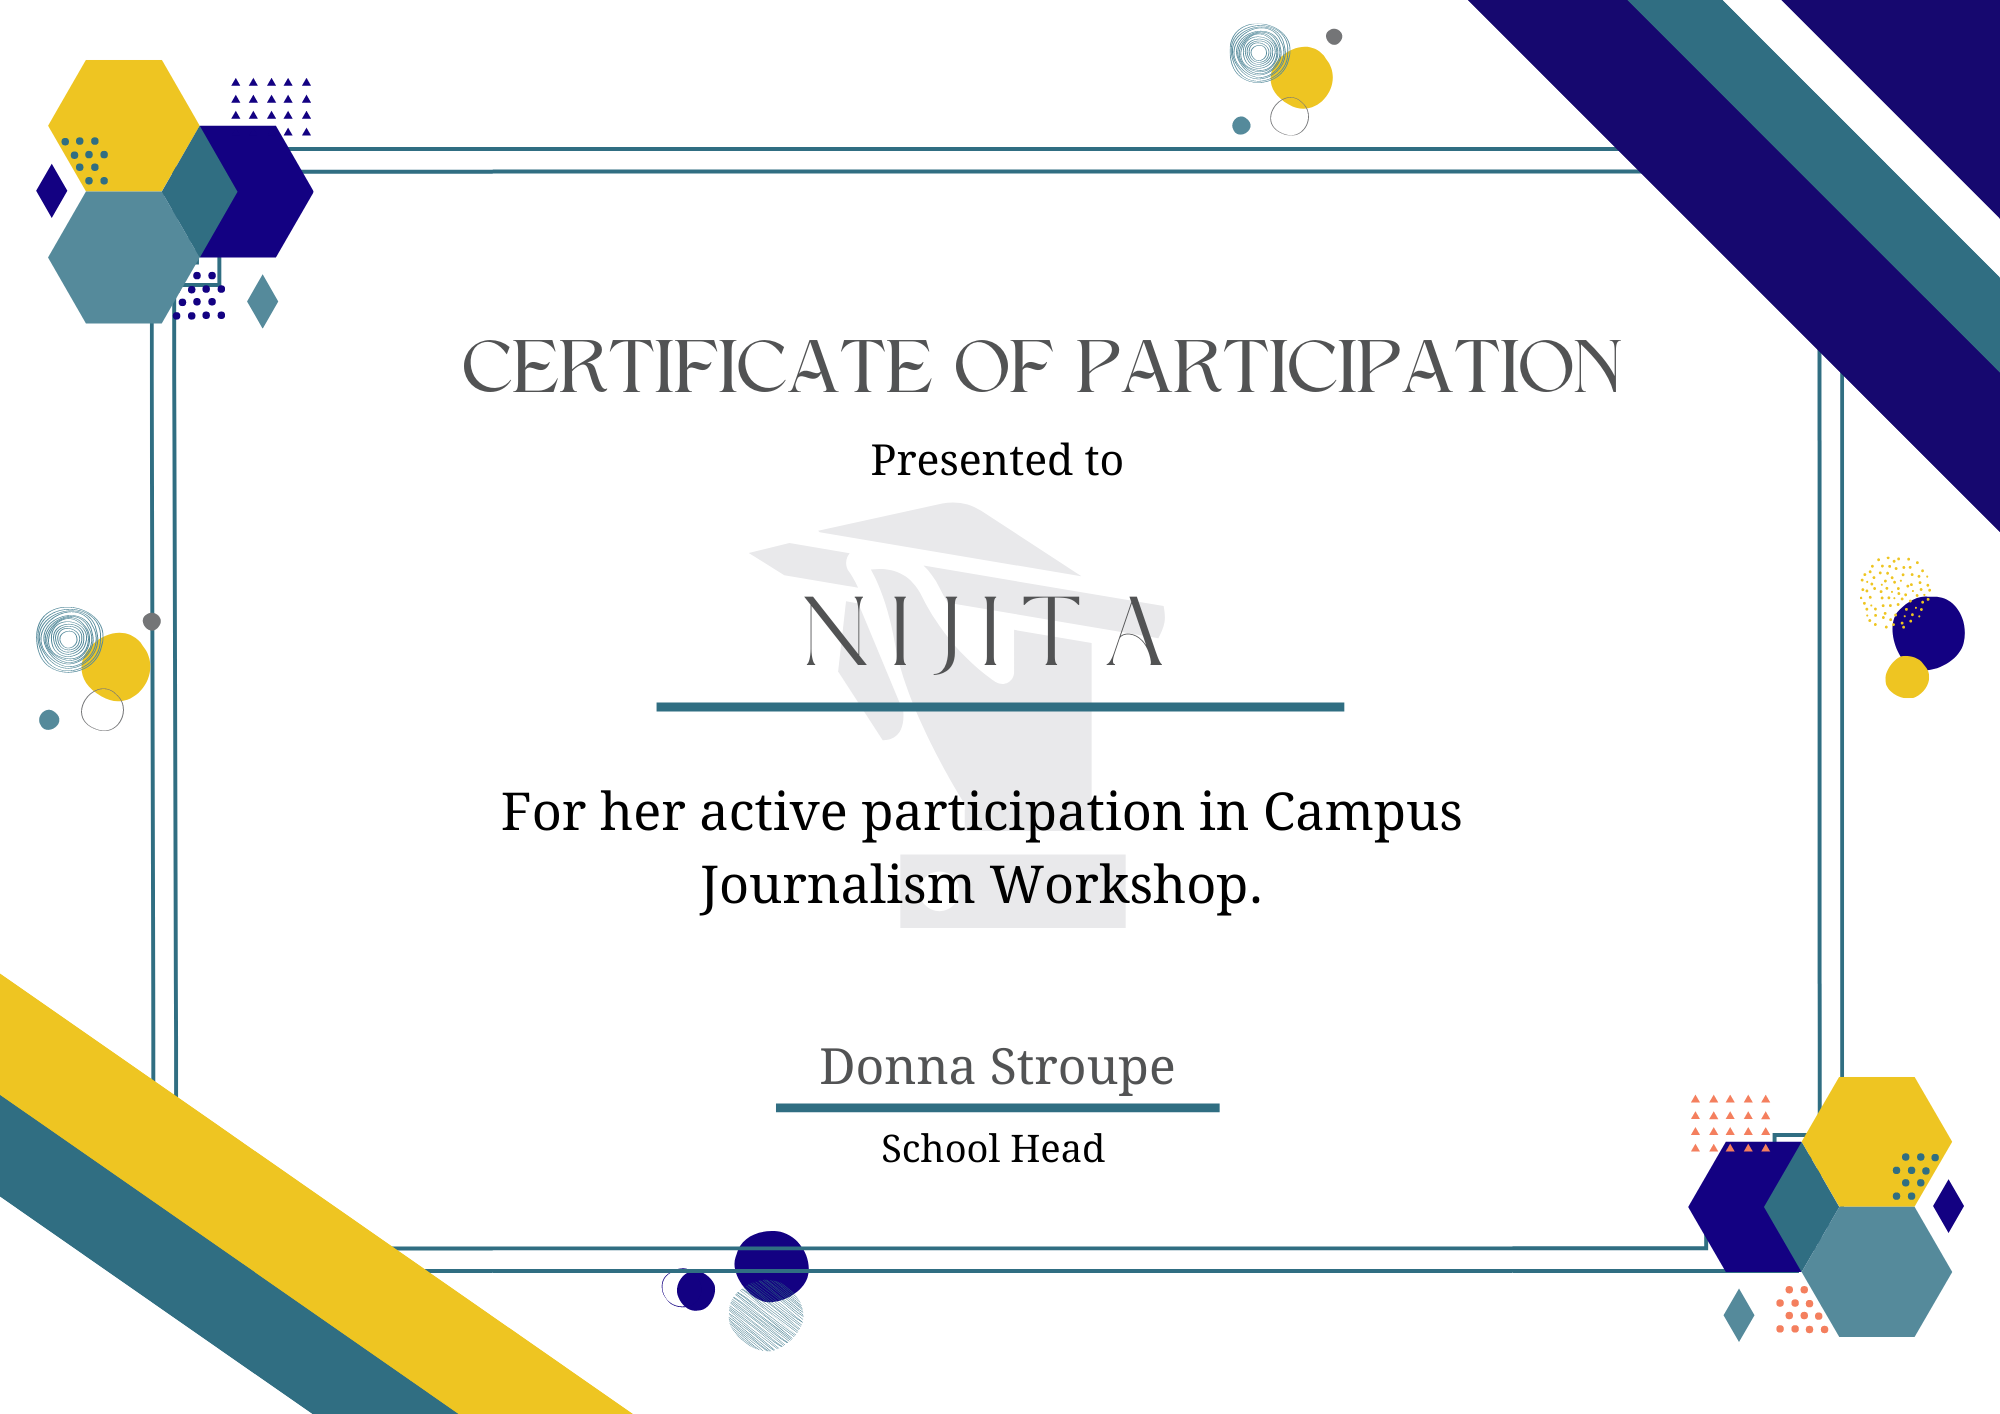 CERTIFICATE OF PARTICIPATION
Presented to
NIJITA
For her active participation in Campus
Journalism Workshop.
Donna Stroupe
School Head